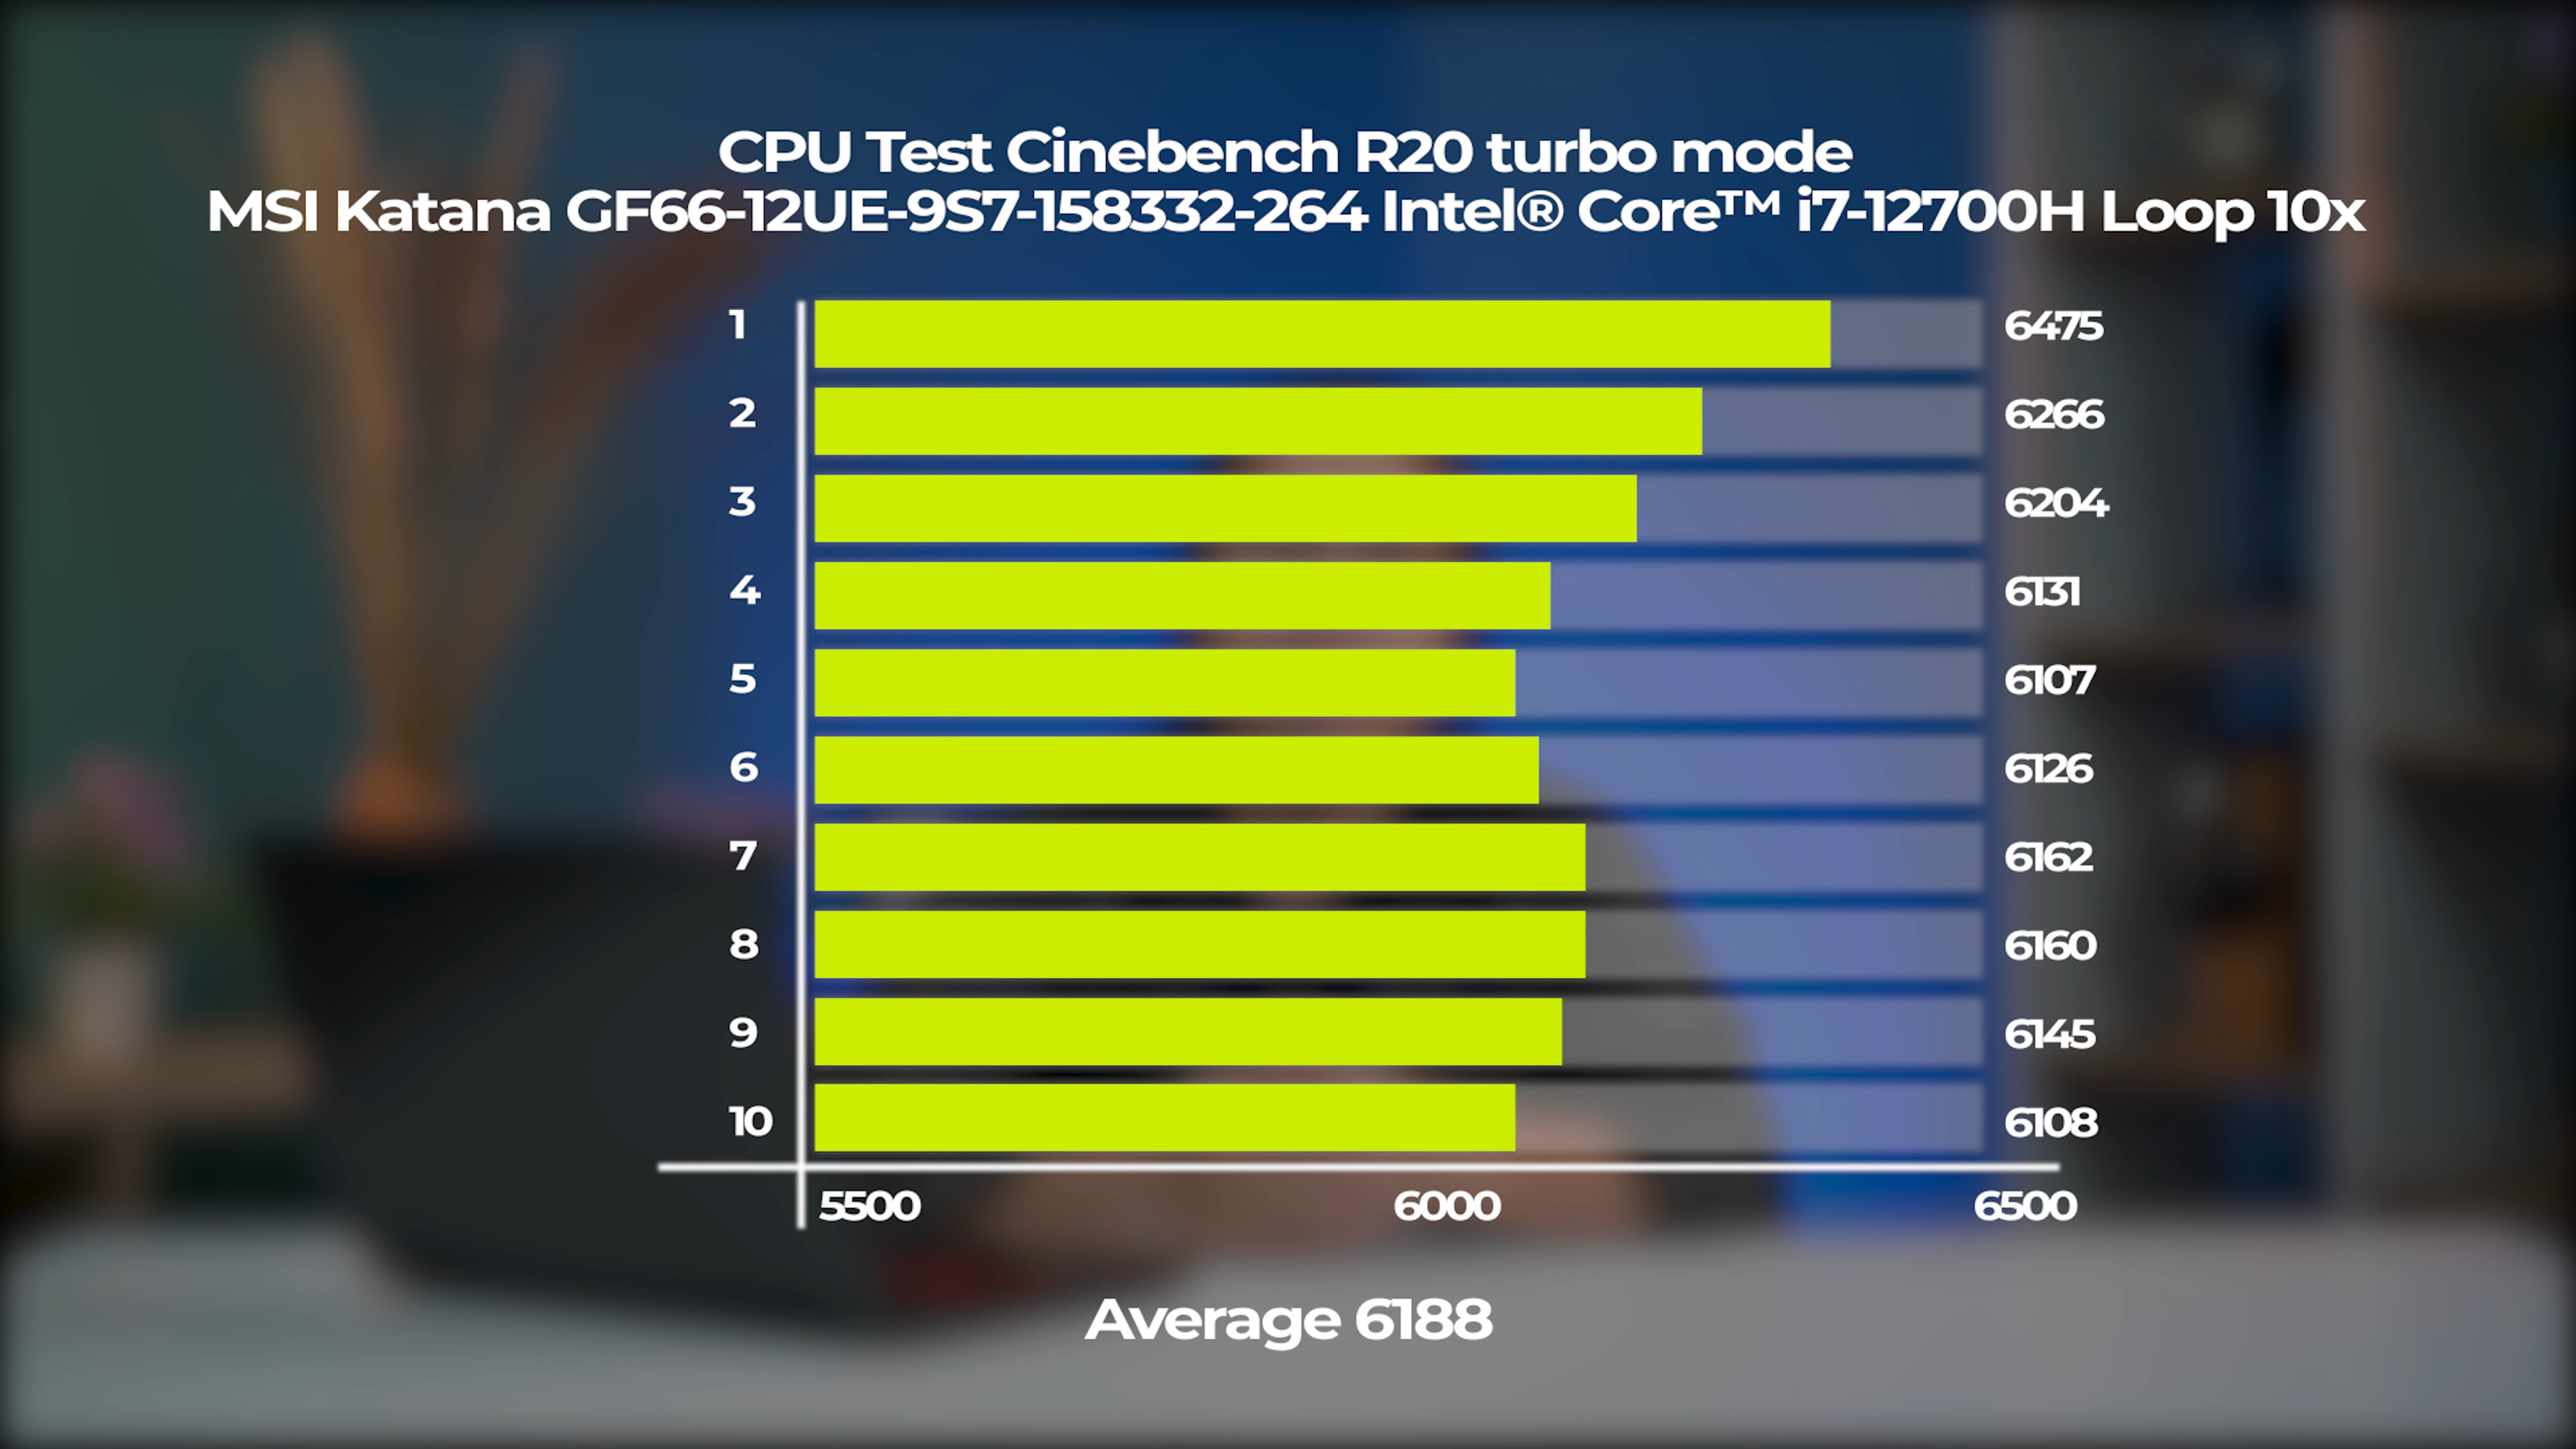 CPU Test Cinebench R20 turbo mode
MSI Katana GF66-12UE-9S7-158332-264 Intel® Core™ i7-12700H Loop 10x
1 6475
2 6266
3 6204
4 6131
5 6107
6 6126
7 6162
8 6160
9 6145
10 6108
5500 6000 6500
Average 6188